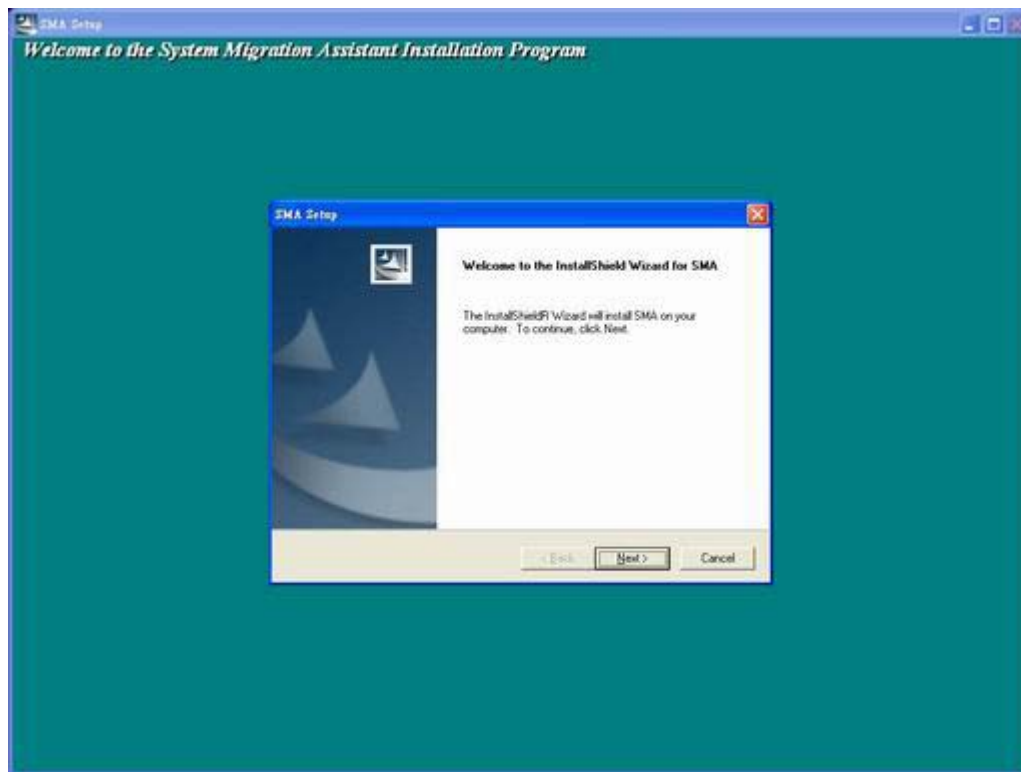 SMA Setup
Welcome to the System Migration Assistant Installation Program
SMA Setup
Welcome to the InstallShield Wizard for SMA
The InstallShieldR Wizard will install SMA on your
computer. To continue, click Next.
< Back
Next >
Cancel